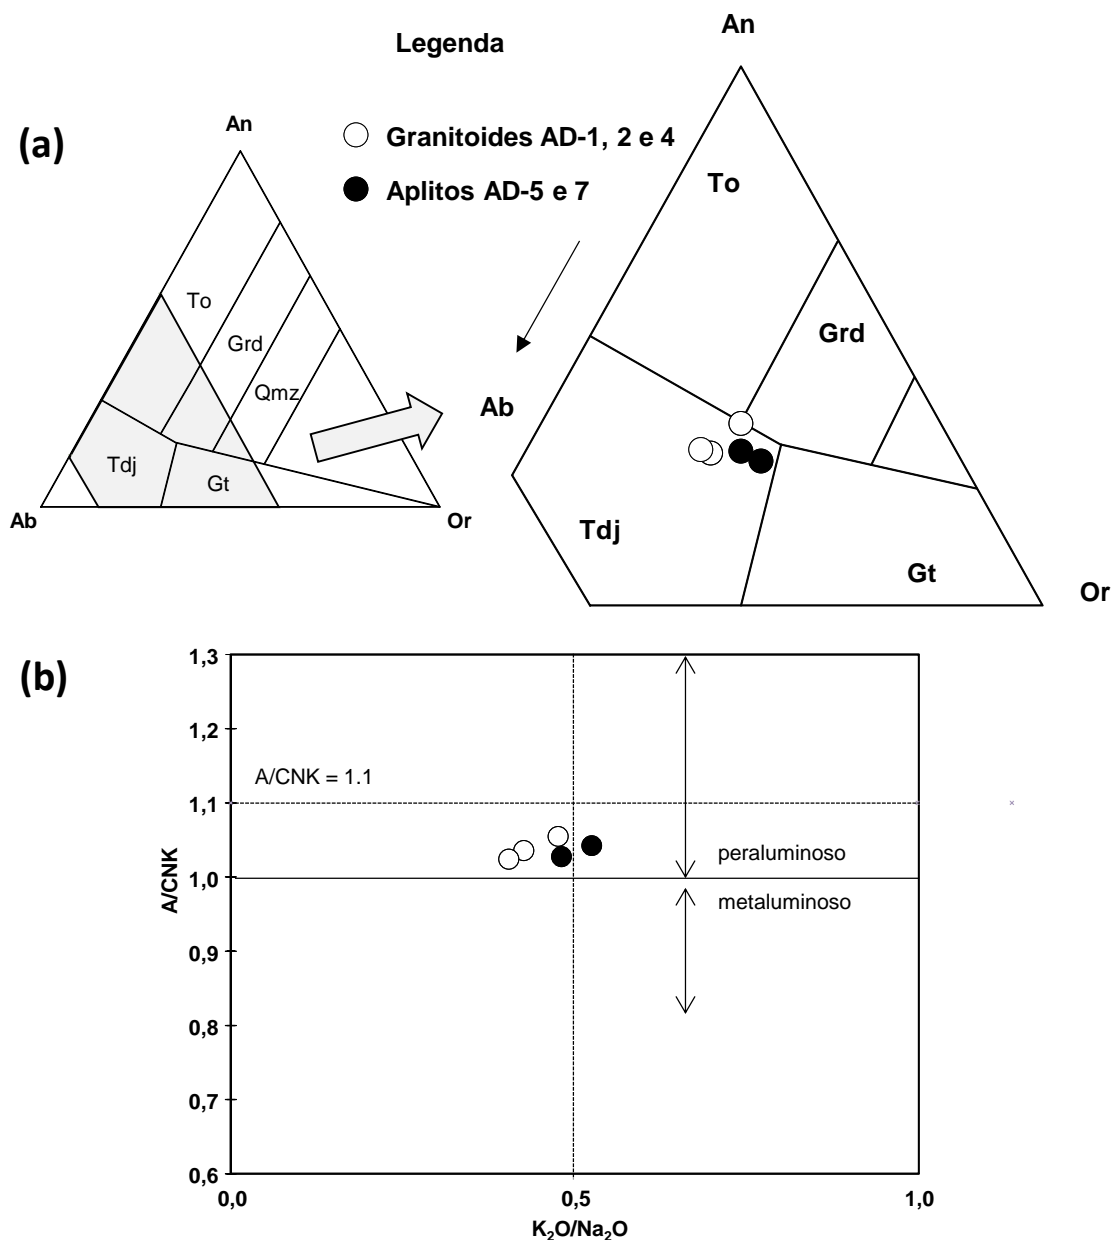 Legenda
(a)
Granitoides AD-1, 2 e 4
Aplitos AD-5 e 7
An
To
Grd
Qmz
Tdj
Gt
Ab
Or
An
To
Grd
Ab
Tdj
Gt
Or
(b)
1,3
1,2
1,1
1,0
0,9
0,8
0,7
0,6
A/CNK
A/CNK = 1.1
peraluminoso
metaluminoso
0,0
0,5
1,0
K₂O/Na₂O